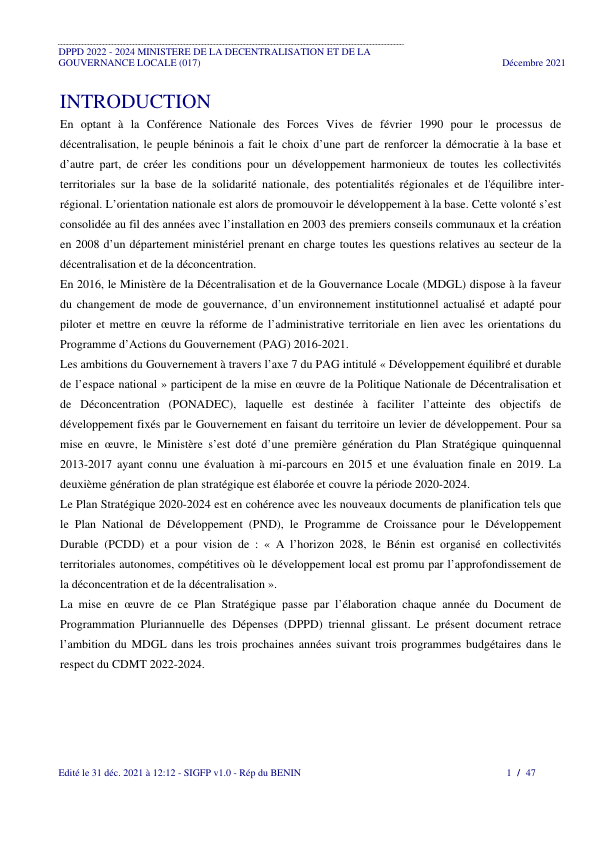 DPPD 2022 - 2024 MINISTERE DE LA DECENTRALISATION ET DE LA
GOUVERNANCE LOCALE (017) Décembre 2021
INTRODUCTION
En optant à la Conférence Nationale des Forces Vives de février 1990 pour le processus de
décentralisation, le peuple béninois a fait le choix d’une part de renforcer la démocratie à la base et
d’autre part, de créer les conditions pour un développement harmonieux de toutes les collectivités
territoriales sur la base de la solidarité nationale, des potentialités régionales et de l'équilibre inter-
régional. L’orientation nationale est alors de promouvoir le développement à la base. Cette volonté s’est
consolidée au fil des années avec l’installation en 2003 des premiers conseils communaux et la création
en 2008 d’un département ministériel prenant en charge toutes les questions relatives au secteur de la
décentralisation et de la déconcentration.
En 2016, le Ministère de la Décentralisation et de la Gouvernance Locale (MDGL) dispose à la faveur
du changement de mode de gouvernance, d’un environnement institutionnel actualisé et adapté pour
piloter et mettre en œuvre la réforme de l’administrative territoriale en lien avec les orientations du
Programme d’Actions du Gouvernement (PAG) 2016-2021.
Les ambitions du Gouvernement à travers l’axe 7 du PAG intitulé « Développement équilibré et durable
de l’espace national » participent de la mise en œuvre de la Politique Nationale de Décentralisation et
de Déconcentration (PONADEC), laquelle est destinée à faciliter l’atteinte des objectifs de
développement fixés par le Gouvernement en faisant du territoire un levier de développement. Pour sa
mise en œuvre, le Ministère s’est doté d’une première génération du Plan Stratégique quinquennal
2013-2017 ayant connu une évaluation à mi-parcours en 2015 et une évaluation finale en 2019. La
deuxième génération de plan stratégique est élaborée et couvre la période 2020-2024.
Le Plan Stratégique 2020-2024 est en cohérence avec les nouveaux documents de planification tels que
le Plan National de Développement (PND), le Programme de Croissance pour le Développement
Durable (PCDD) et a pour vision de : « A l’horizon 2028, le Bénin est organisé en collectivités
territoriales autonomes, compétitives où le développement local est promu par l’approfondissement de
la déconcentration et de la décentralisation ».
La mise en œuvre de ce Plan Stratégique passe par l’élaboration chaque année du Document de
Programmation Pluriannuelle des Dépenses (DPPD) triennal glissant. Le présent document retrace
l’ambition du MDGL dans les trois prochaines années suivant trois programmes budgétaires dans le
respect du CDMT 2022-2024.
Edité le 31 déc. 2021 à 12:12 - SIGFP v1.0 - Rép du BENIN 1 / 47